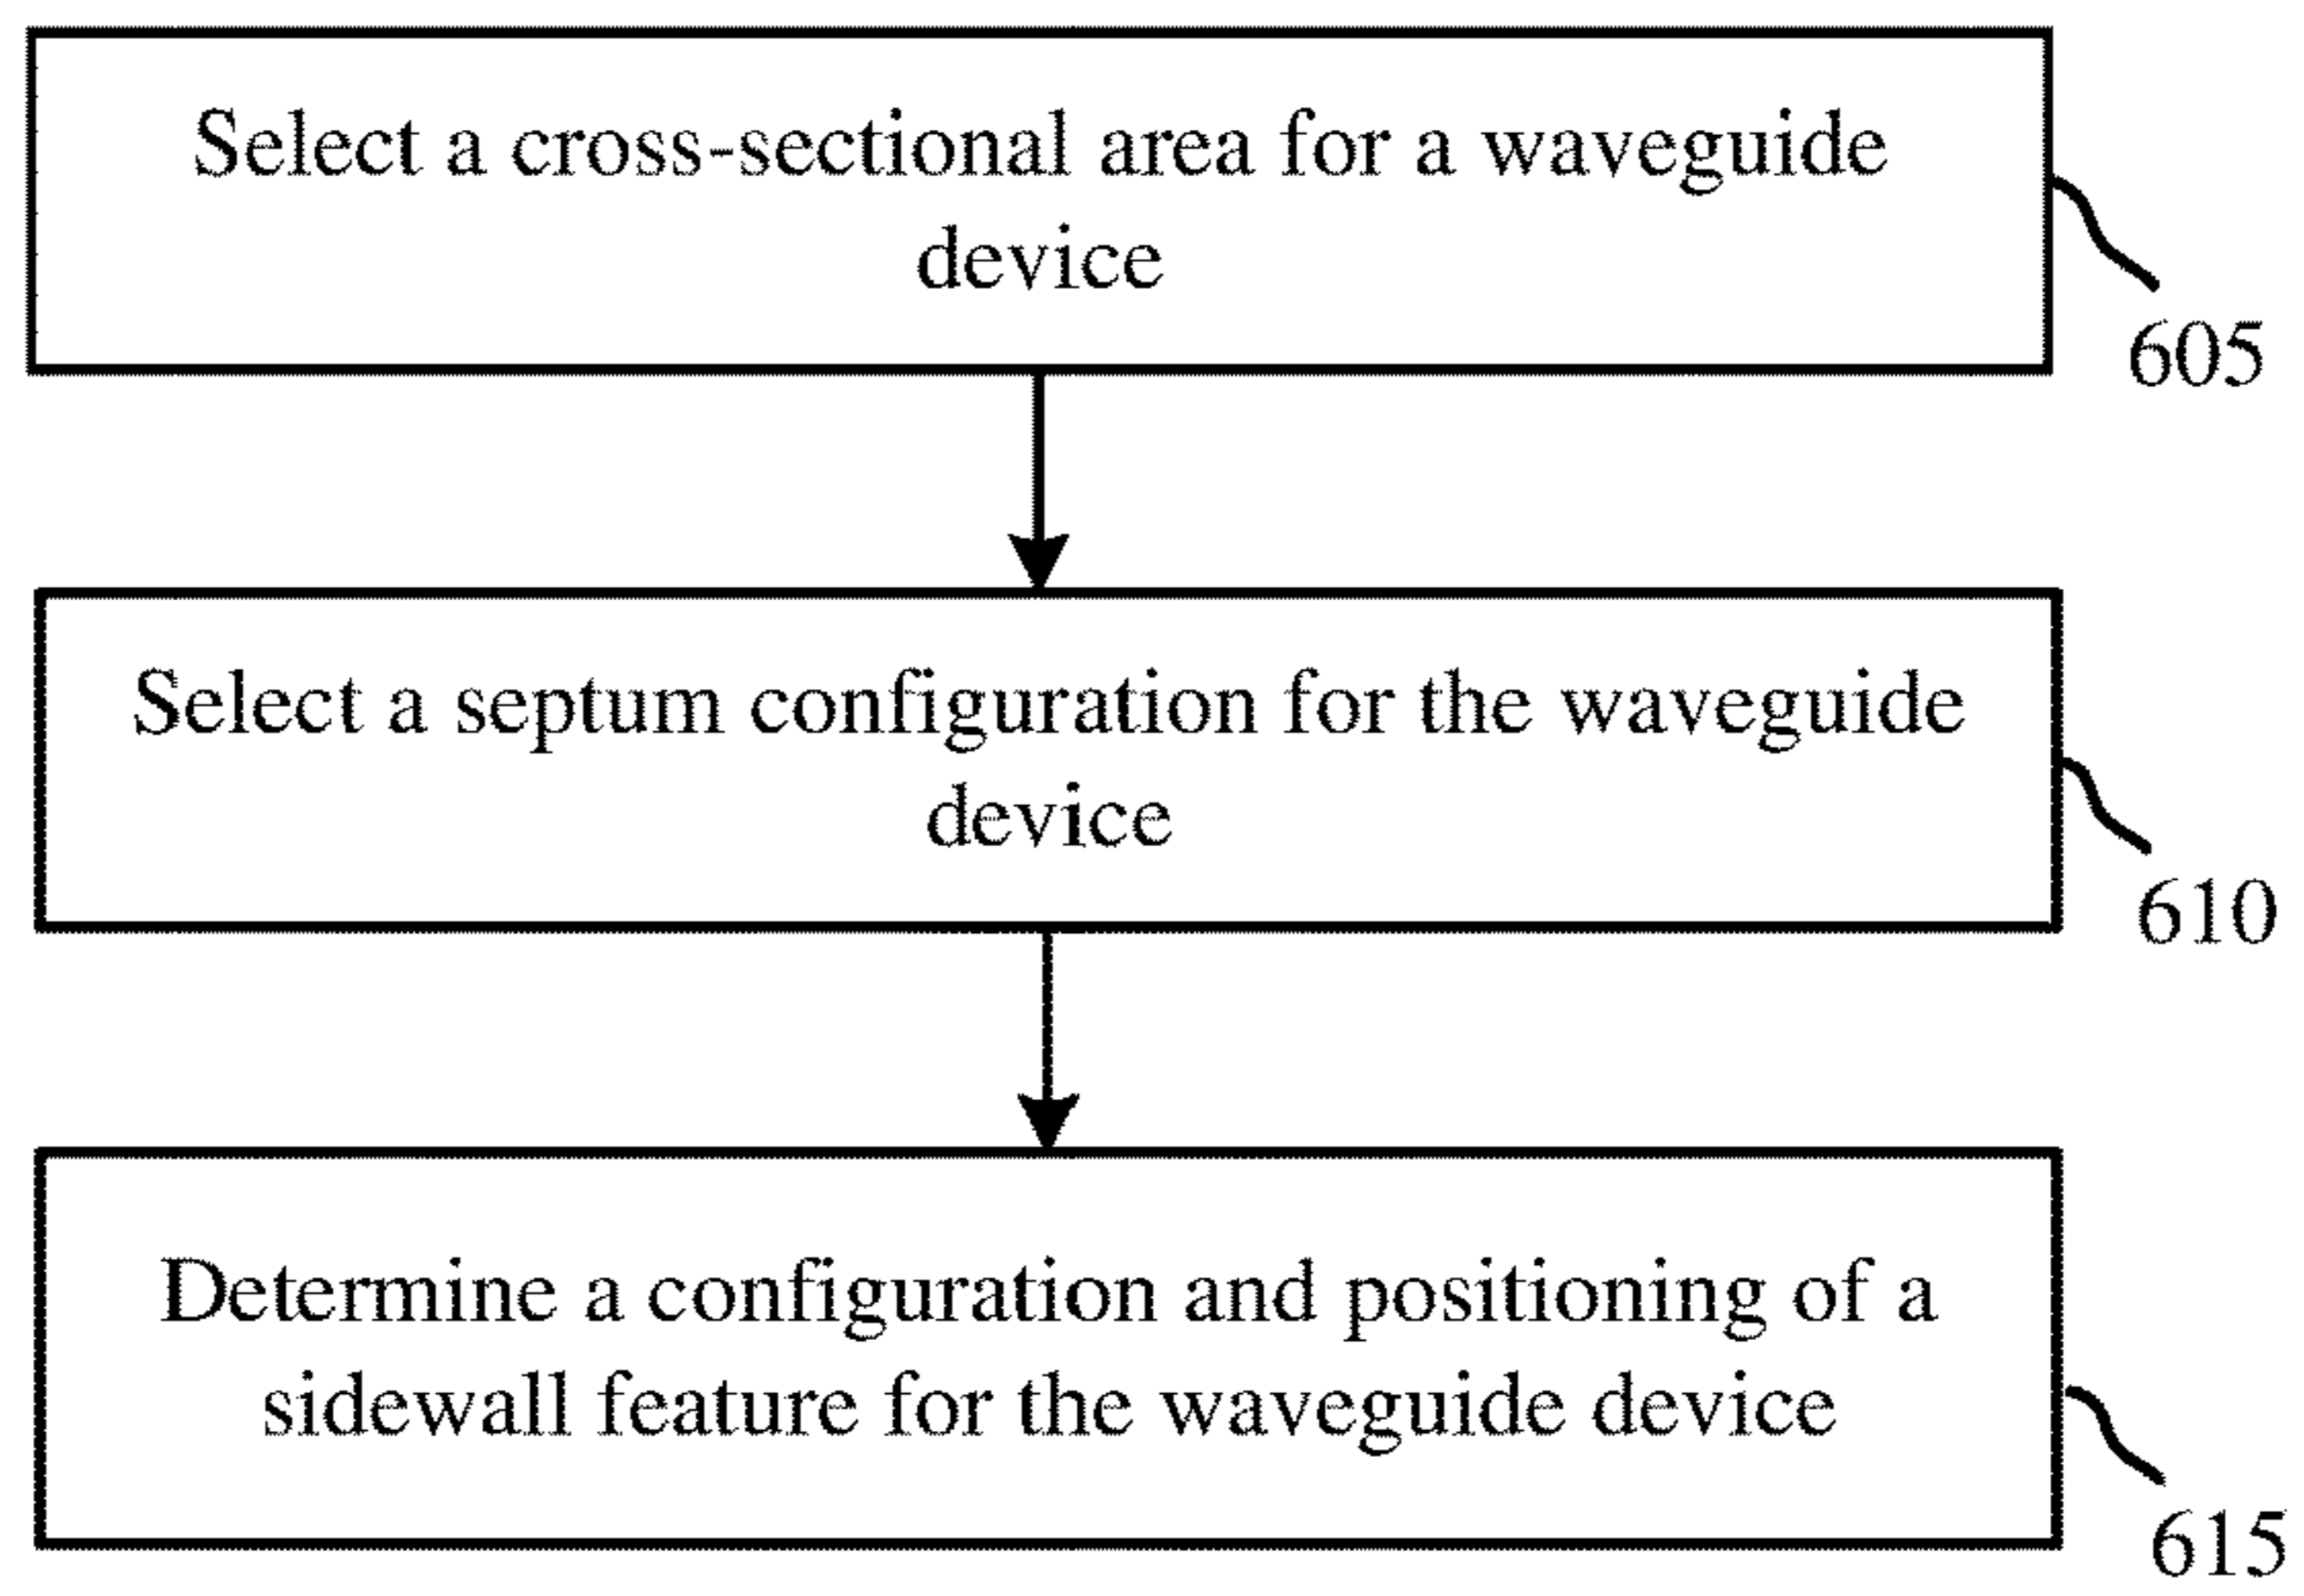 Select a cross-sectional area for a waveguide
device
605
Select a septum configuration for the waveguide
device
610
Determine a configuration and positioning of a
sidewall feature for the waveguide device
615